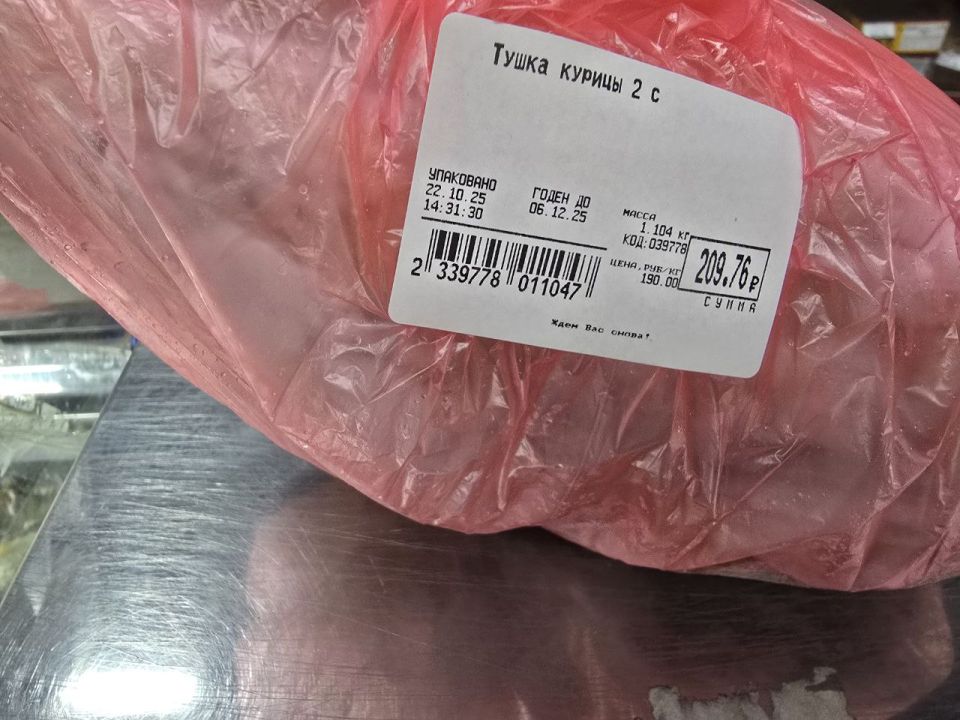 Тушка курицы 2 с
УПАКОВАНО
22.10.25
14:31:30
ГОДЕН ДО
06.12.25
МАССА
1.104 кг
КОД:039778
ЦЕНА,РУБ/КГ
190.00
209.76₽
СУММА
2 339778 011047
Ждем Вас снова!